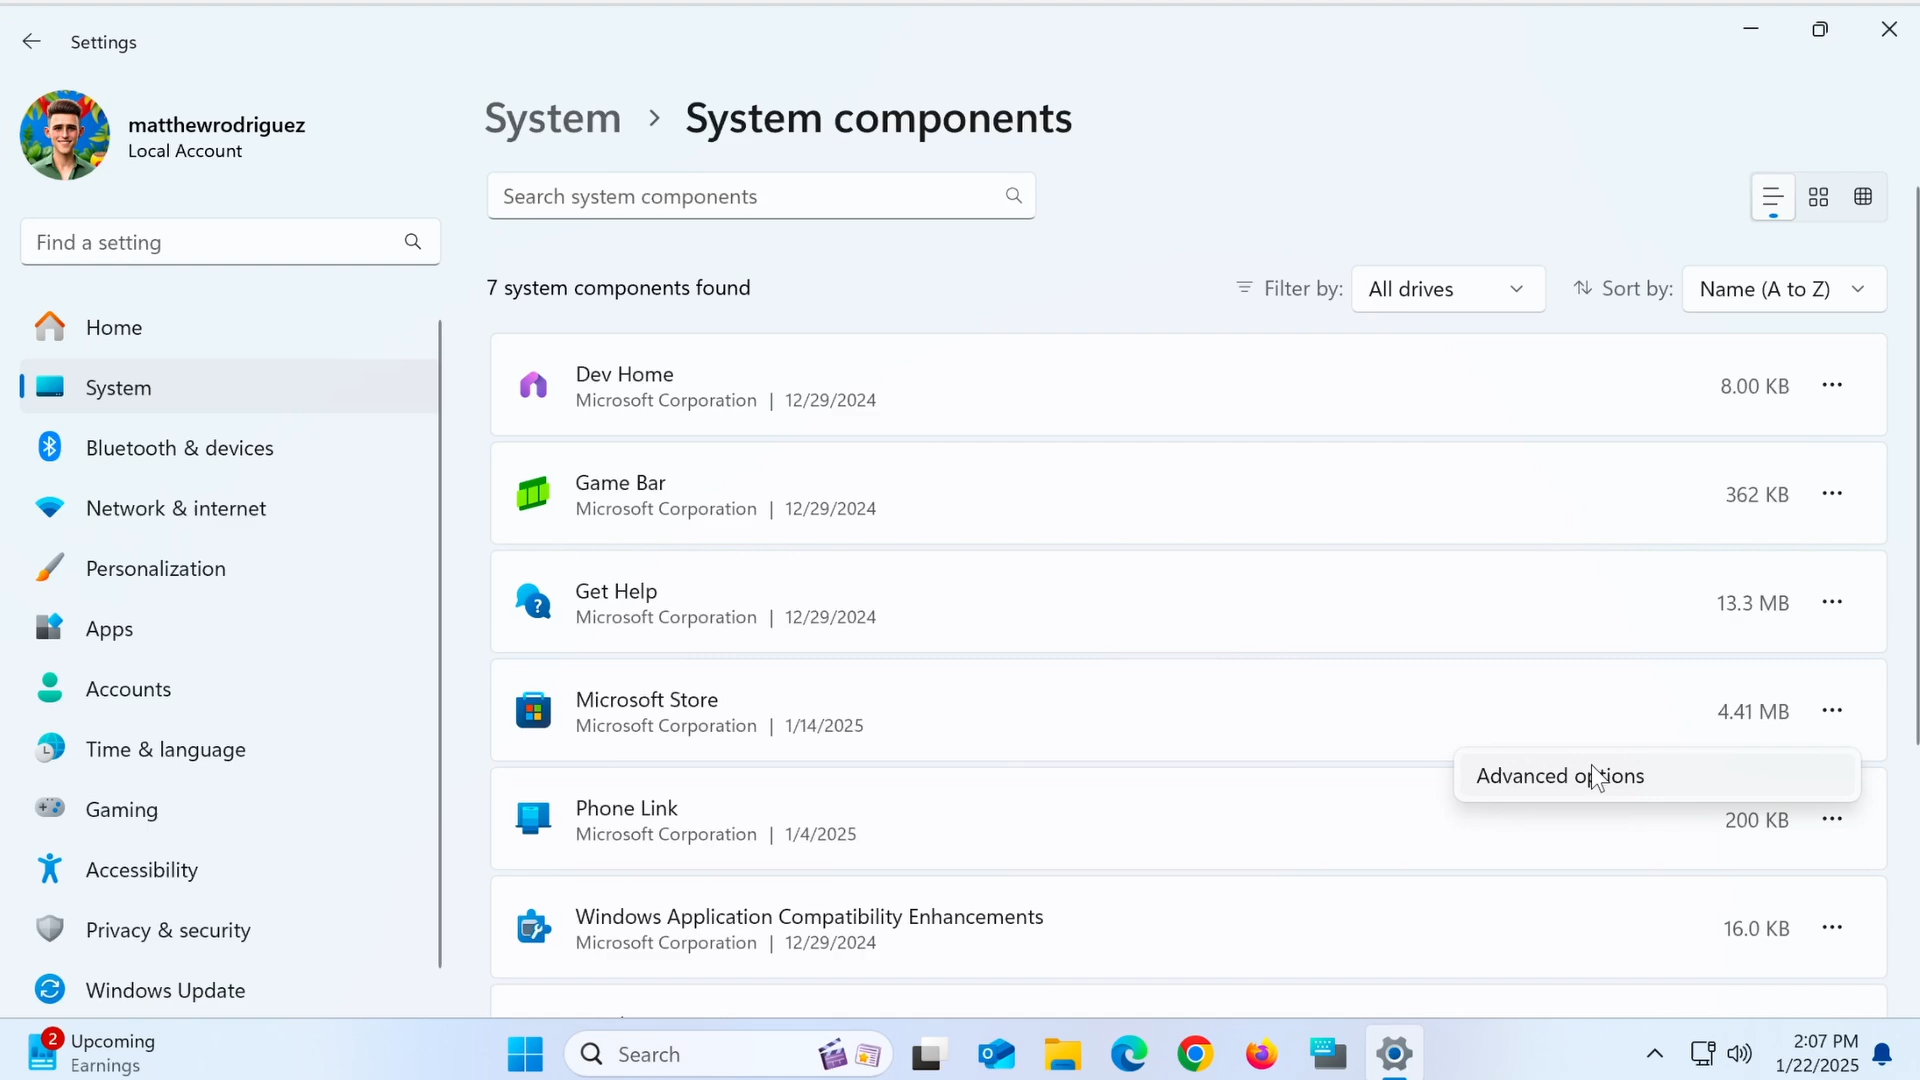 Settings
matthewrodriguez
Local Account
Find a setting
Home
System
Bluetooth & devices
Network & internet
Personalization
Apps
Accounts
Time & language
Gaming
Accessibility
Privacy & security
Windows Update
System > System components
Search system components
7 system components found
Filter by: All drives
Sort by: Name (A to Z)
Dev Home
Microsoft Corporation | 12/29/2024
8.00 KB
Game Bar
Microsoft Corporation | 12/29/2024
362 KB
Get Help
Microsoft Corporation | 12/29/2024
13.3 MB
Microsoft Store
Microsoft Corporation | 1/14/2025
4.41 MB
Advanced options
Phone Link
Microsoft Corporation | 1/4/2025
200 KB
Windows Application Compatibility Enhancements
Microsoft Corporation | 12/29/2024
16.0 KB
2
Upcoming
Earnings
Search
2:07 PM
1/22/2025